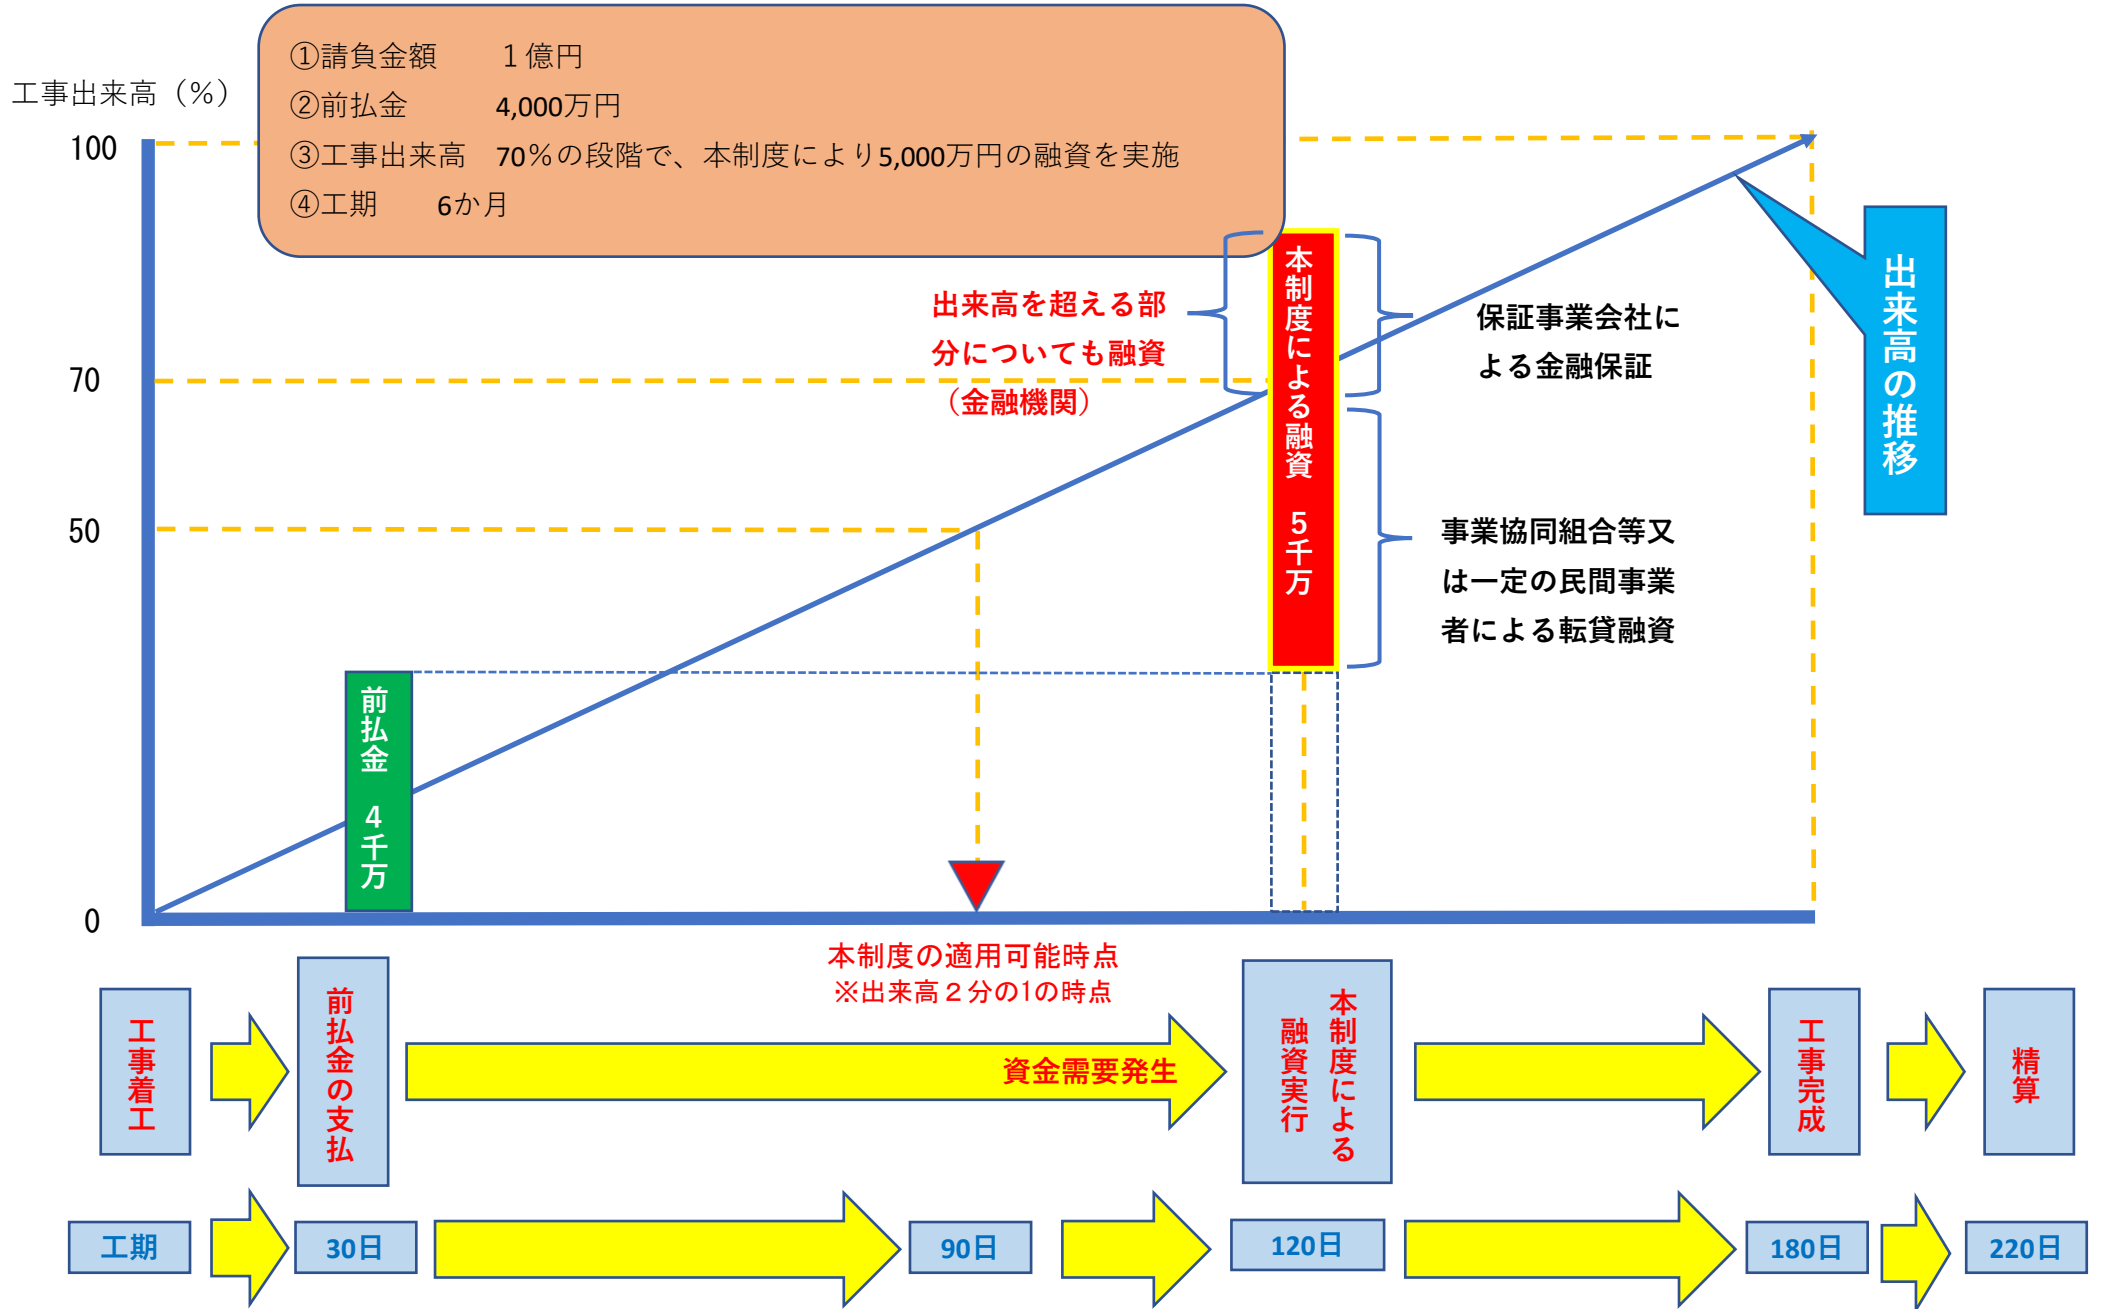 ①請負金額　　１億円
②前払金　　　4,000万円
③工事出来高　70％の段階で、本制度により5,000万円の融資を実施
④工期　　6か月
工事出来高（％）
100
70
50
0
出来高を超える部
分についても融資
（金融機関）
本制度による融資　5千万
保証事業会社に
よる金融保証
事業協同組合等又
は一定の民間事業
者による転貸融資
出来高の推移
前払金　4千万
本制度の適用可能時点
※出来高２分の1の時点
工事着工
前払金の支払
資金需要発生
本制度による
融資実行
工事完成
精算
工期
30日
90日
120日
180日
220日